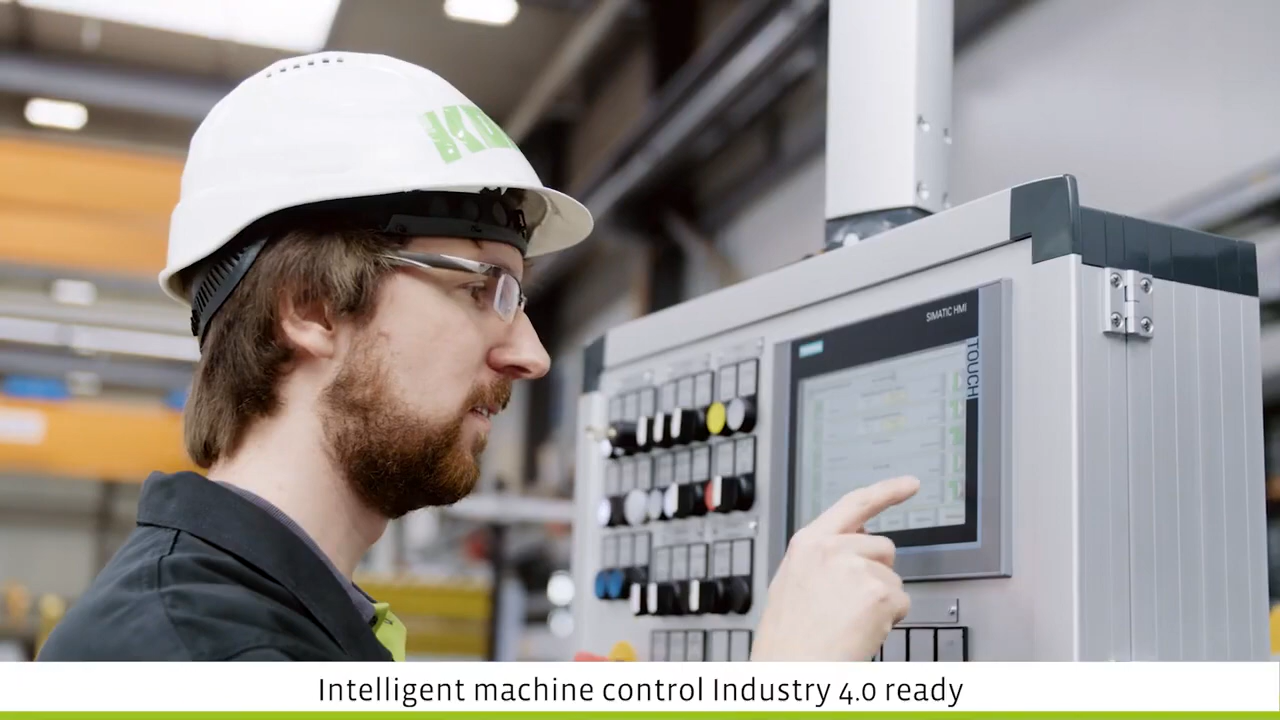 SIMATIC HMI
TOUCH
Intelligent machine control Industry 4.0 ready